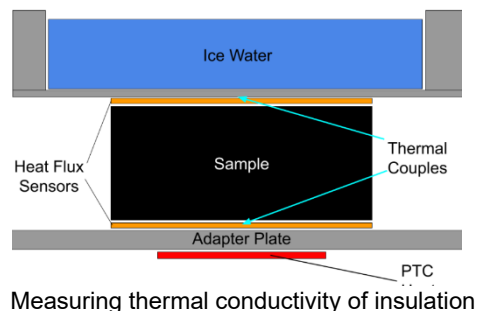 Ice Water
Heat Flux
Sensors
Sample
Thermal
Couples
Adapter Plate
PTC
Measuring thermal conductivity of insulation